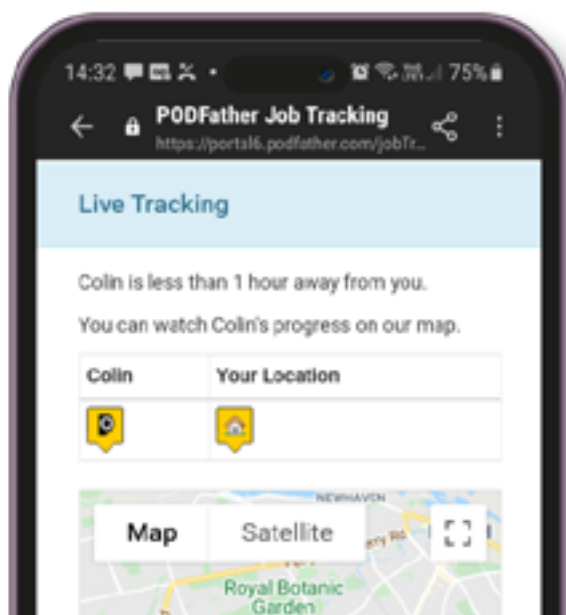 14:32
75%
PODFather Job Tracking
https://portal6.podfather.com/jobTr...
Live Tracking
Colin is less than 1 hour away from you.
You can watch Colin's progress on our map.
Colin Your Location
NEWHAVEN
Map Satellite
Royal Botanic
Garden